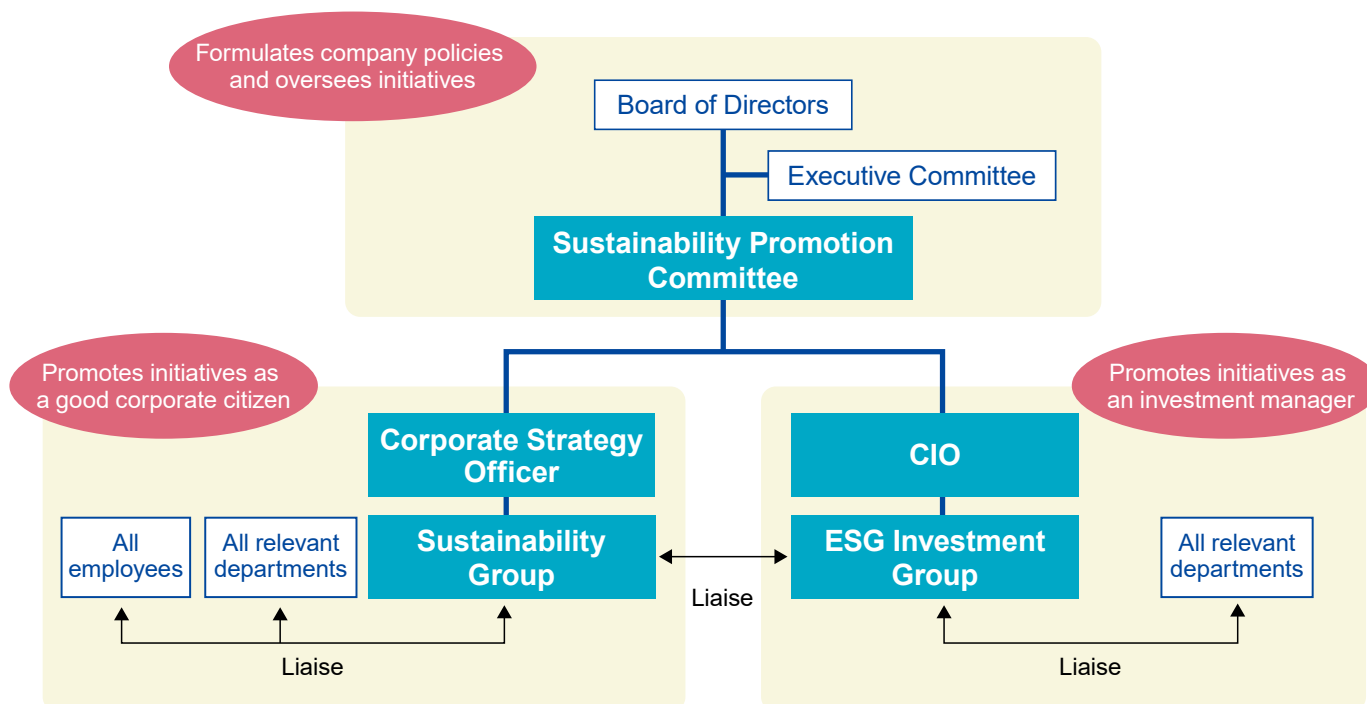 Formulates company policies
and oversees initiatives
Board of Directors
Executive Committee
Sustainability Promotion
Committee
Promotes initiatives as
a good corporate citizen
Promotes initiatives as
an investment manager
Corporate Strategy
Officer
CIO
All
employees
All relevant
departments
Sustainability
Group
Liaise
ESG Investment
Group
All relevant
departments
Liaise
Liaise